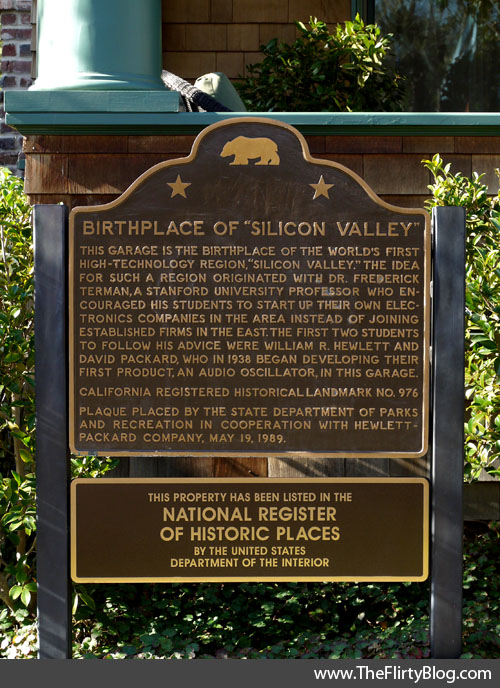 BIRTHPLACE OF "SILICON VALLEY"
THIS GARAGE IS THE BIRTHPLACE OF THE WORLD'S FIRST
HIGH-TECHNOLOGY REGION, "SILICON VALLEY." THE IDEA
FOR SUCH A REGION ORIGINATED WITH DR. FREDERICK
TERMAN, A STANFORD UNIVERSITY PROFESSOR WHO EN-
COURAGED HIS STUDENTS TO START UP THEIR OWN ELEC-
TRONICS COMPANIES IN THE AREA INSTEAD OF JOINING
ESTABLISHED FIRMS IN THE EAST. THE FIRST TWO STUDENTS
TO FOLLOW HIS ADVICE WERE WILLIAM R. HEWLETT AND
DAVID PACKARD, WHO IN 1938 BEGAN DEVELOPING THEIR
FIRST PRODUCT, AN AUDIO OSCILLATOR, IN THIS GARAGE.
CALIFORNIA REGISTERED HISTORICAL LANDMARK NO. 976
PLAQUE PLACED BY THE STATE DEPARTMENT OF PARKS
AND RECREATION IN COOPERATION WITH HEWLETT-
PACKARD COMPANY, MAY 19, 1989.
THIS PROPERTY HAS BEEN LISTED IN THE
NATIONAL REGISTER
OF HISTORIC PLACES
BY THE UNITED STATES
DEPARTMENT OF THE INTERIOR
www.TheFlirtyBlog.com